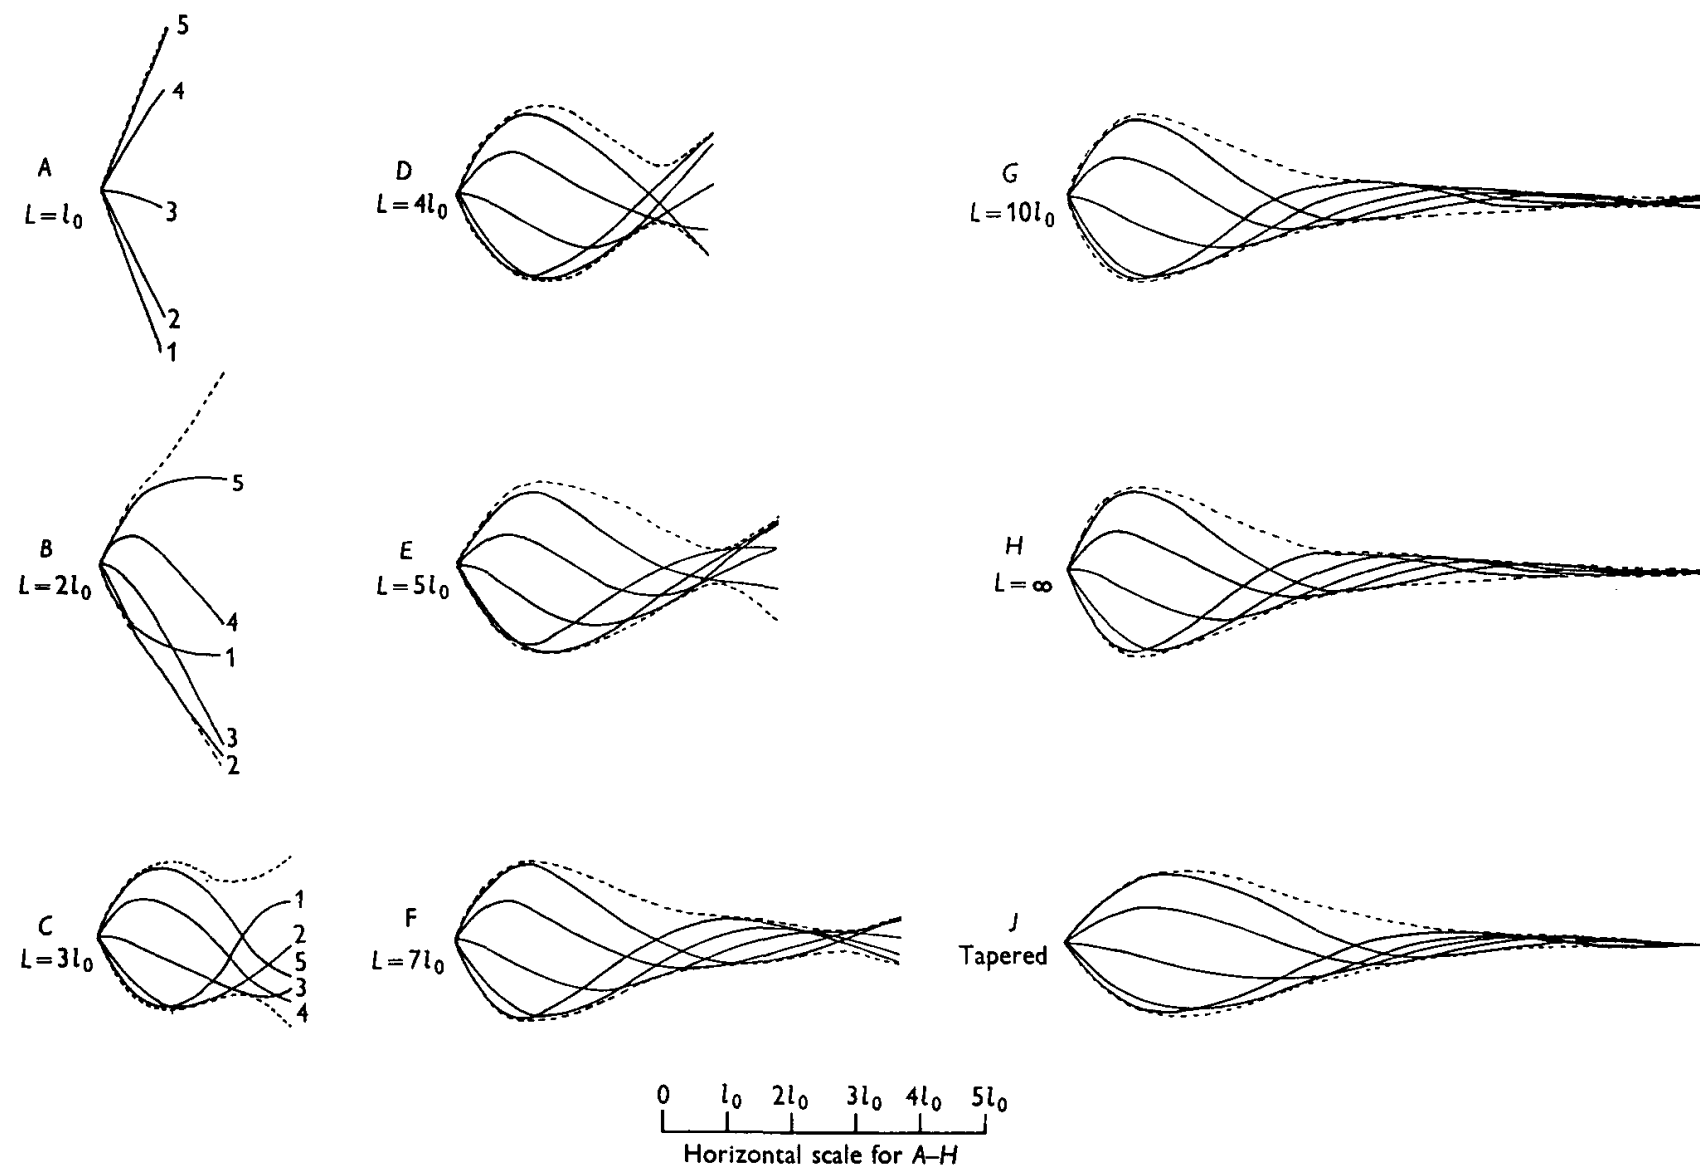 A
L=l₀
5
4
3
2
1
B
L=2l₀
5
4
1
3
2
C
L=3l₀
1
2
5
3
4
D
L=4l₀
E
L=5l₀
F
L=7l₀
G
L=10l₀
H
L=∞
J
Tapered
0 l₀ 2l₀ 3l₀ 4l₀ 5l₀
Horizontal scale for A–H